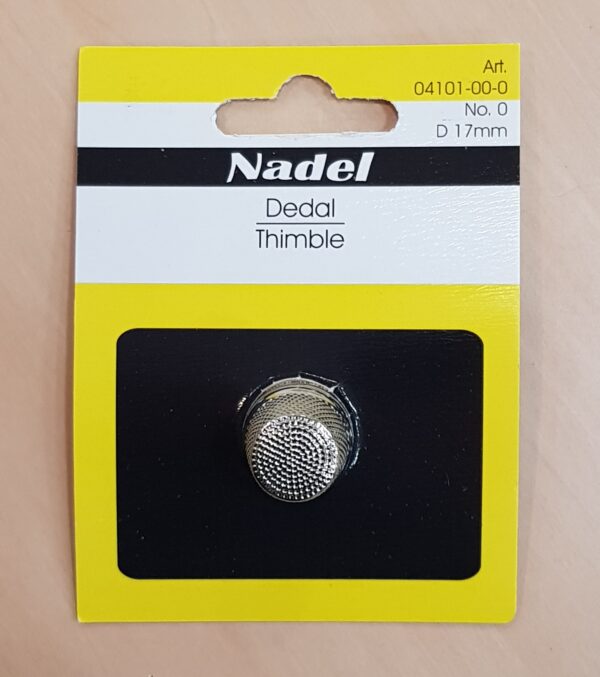 Art.
04101-00-0
No. 0
D 17mm
Nadel
Dedal
Thimble